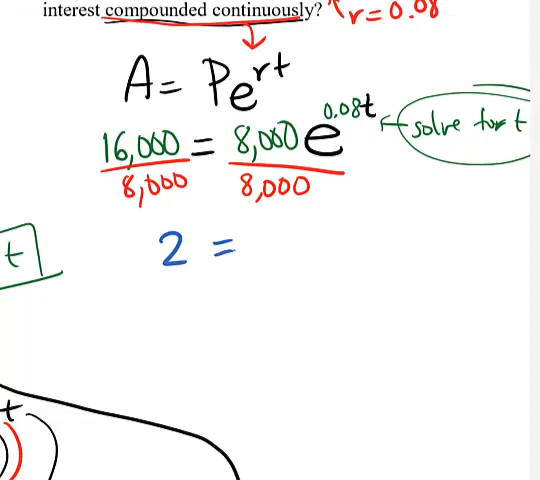 interest compounded continuously? r = 0.08
A = Pe^rt
16,000 = 8,000 e^0.08t ← solve for t
8,000 8,000
t 2 =
t